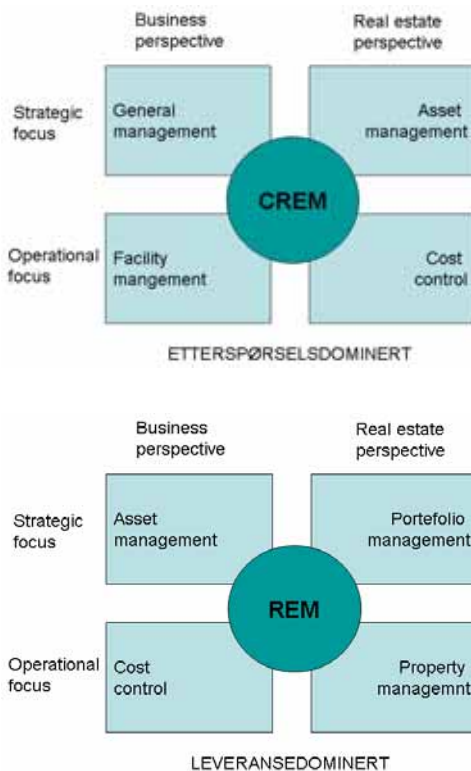 Business
perspective
Real estate
perspective
Strategic
focus
General
management
Asset
management
CREM
Operational
focus
Facility
mangement
Cost
control
ETTERSPØRSELSDOMINERT
Business
perspective
Real estate
perspective
Strategic
focus
Asset
management
Portefolio
management
REM
Operational
focus
Cost
control
Property
managemnt
LEVERANSEDOMINERT